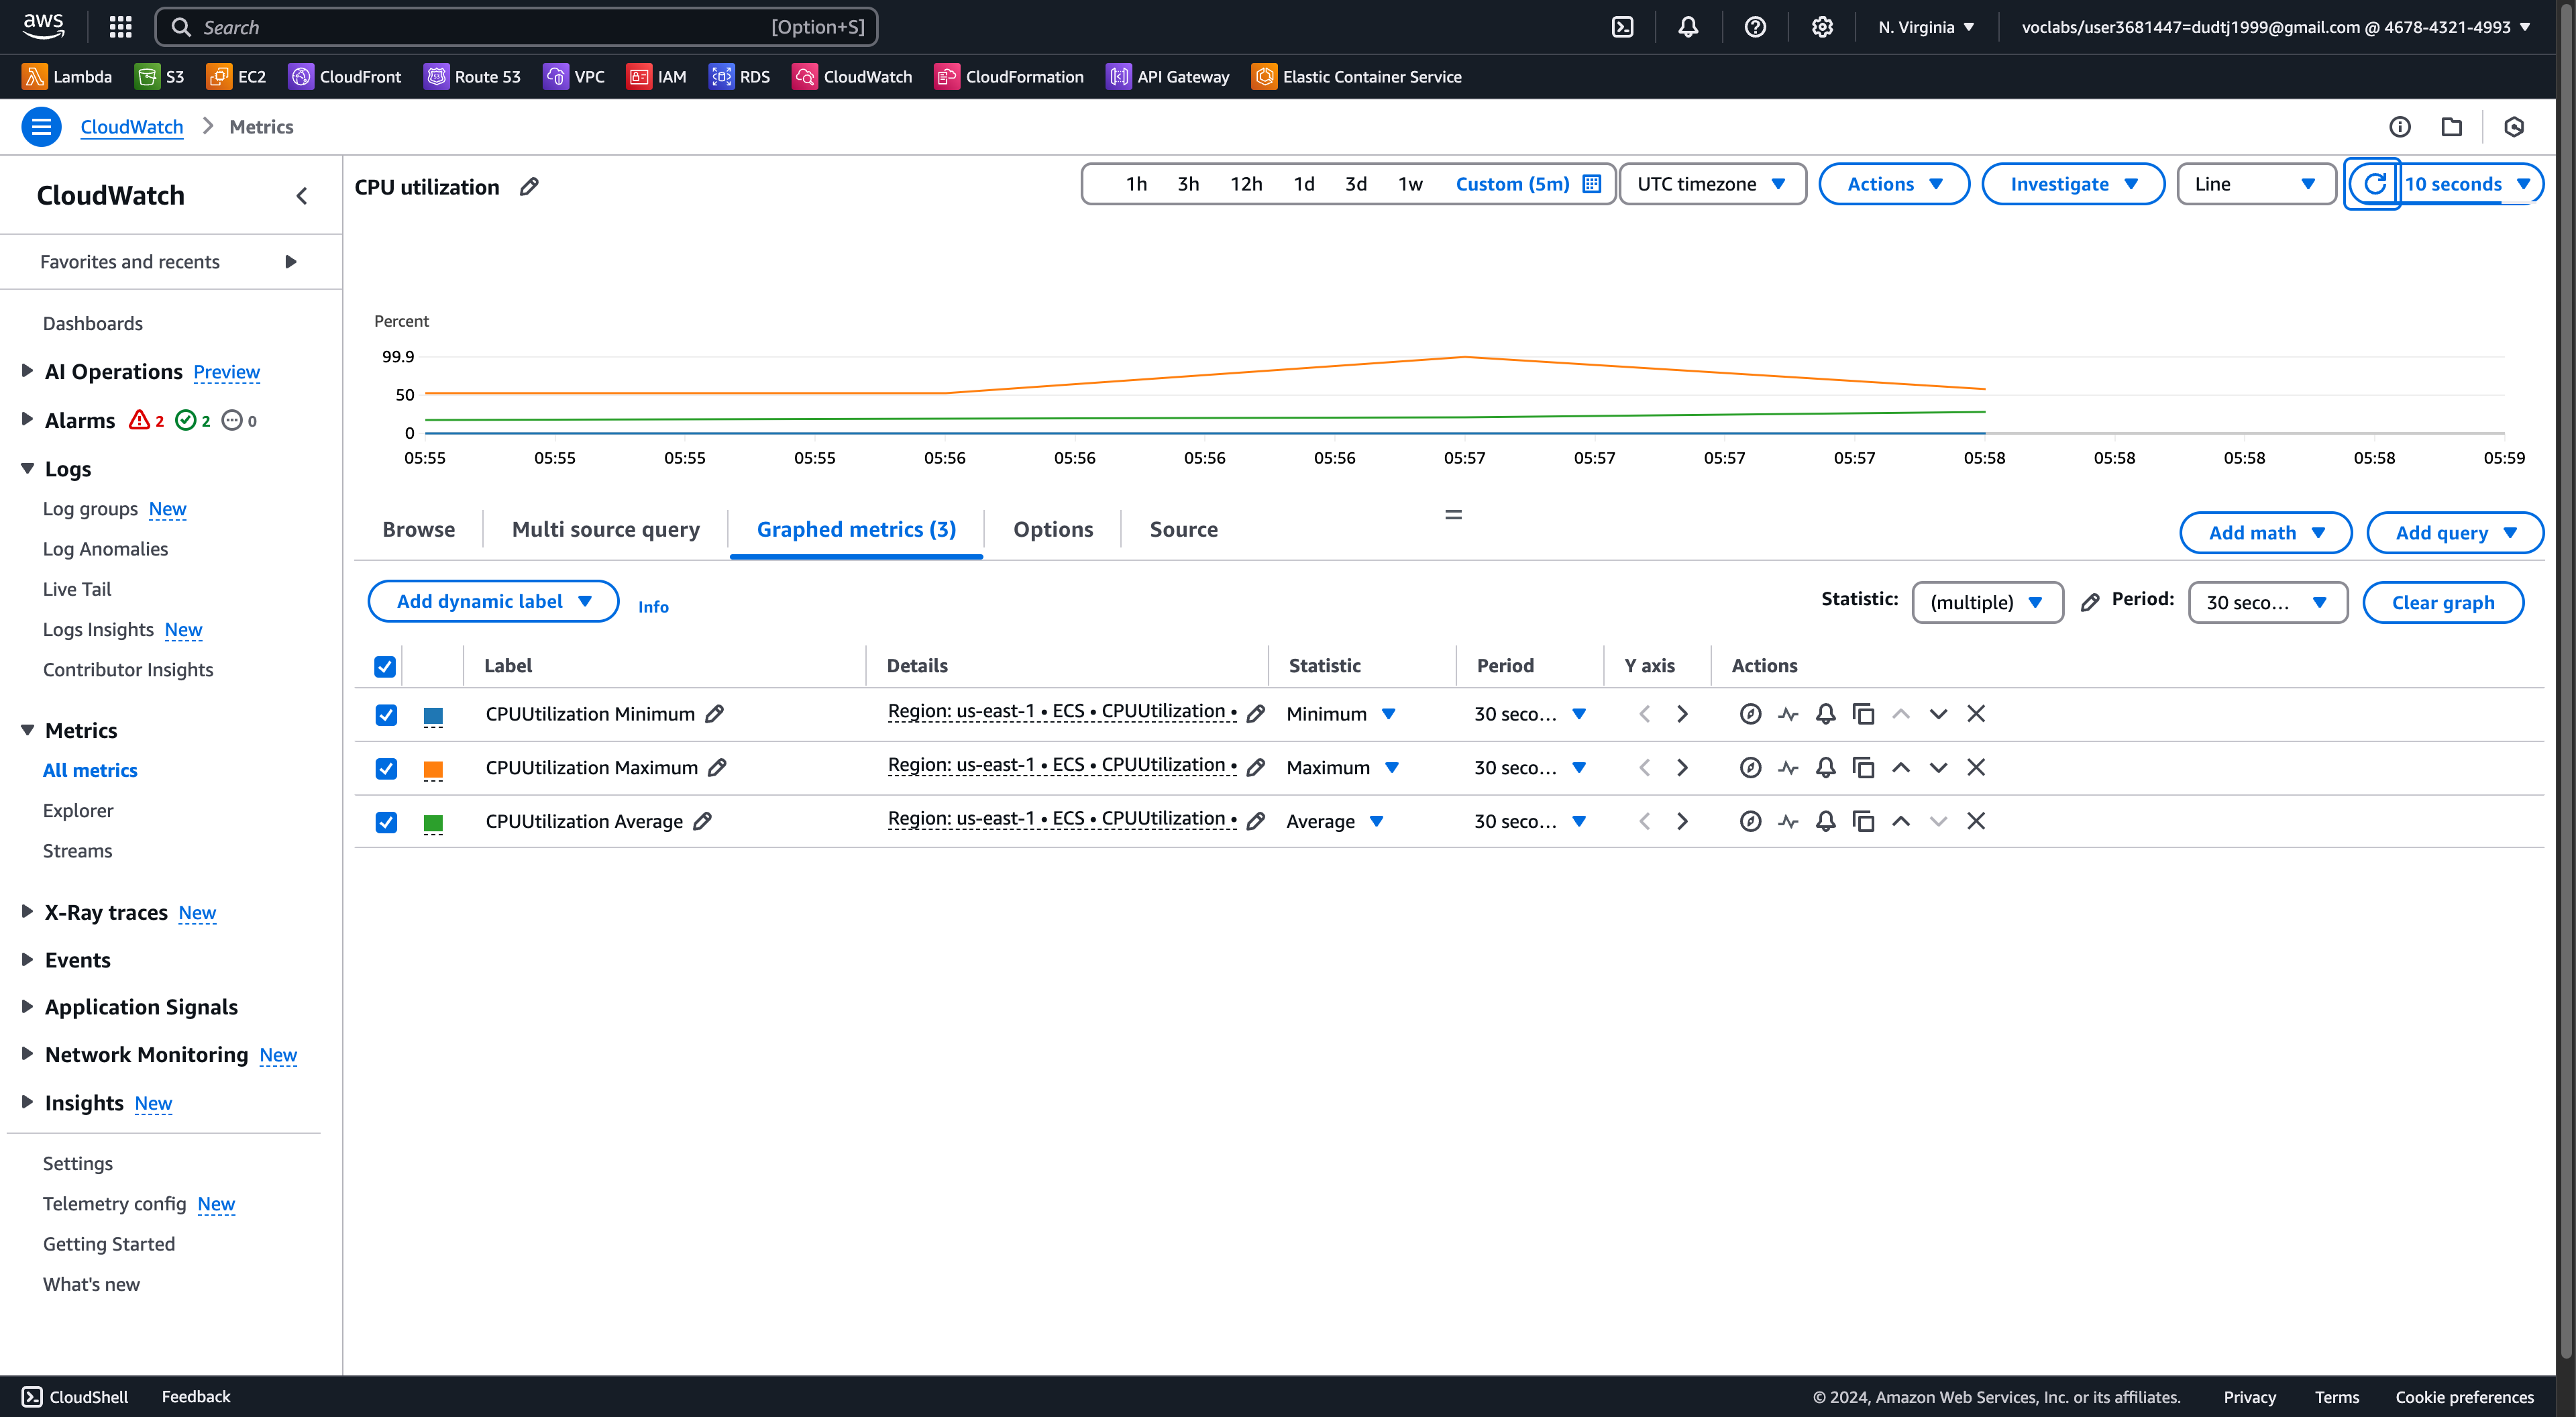 aws Search [Option+S] N. Virginia voclabs/user3681447=dudtj1999@gmail.com @ 4678-4321-4993
Lambda S3 EC2 CloudFront Route 53 VPC IAM RDS CloudWatch CloudFormation API Gateway Elastic Container Service
CloudWatch Metrics
CloudWatch
Favorites and recents
Dashboards
AI Operations Preview
Alarms 2 2 0
Logs
Log groups New
Log Anomalies
Live Tail
Logs Insights New
Contributor Insights
Metrics
All metrics
Explorer
Streams
X-Ray traces New
Events
Application Signals
Network Monitoring New
Insights New
Settings
Telemetry config New
Getting Started
What's new
CPU utilization 1h 3h 12h 1d 3d 1w Custom (5m) UTC timezone Actions Investigate Line 10 seconds
Percent
99.9
50
0
05:55 05:55 05:55 05:55 05:56 05:56 05:56 05:56 05:57 05:57 05:57 05:57 05:58 05:58 05:58 05:58 05:59
Browse Multi source query Graphed metrics (3) Options Source Add math Add query
Add dynamic label Info Statistic: (multiple) Period: 30 seco... Clear graph
Label Details Statistic Period Y axis Actions
CPUUtilization Minimum Region: us-east-1 • ECS • CPUUtilization • Minimum 30 seco...
CPUUtilization Maximum Region: us-east-1 • ECS • CPUUtilization • Maximum 30 seco...
CPUUtilization Average Region: us-east-1 • ECS • CPUUtilization • Average 30 seco...
CloudShell Feedback © 2024, Amazon Web Services, Inc. or its affiliates. Privacy Terms Cookie preferences